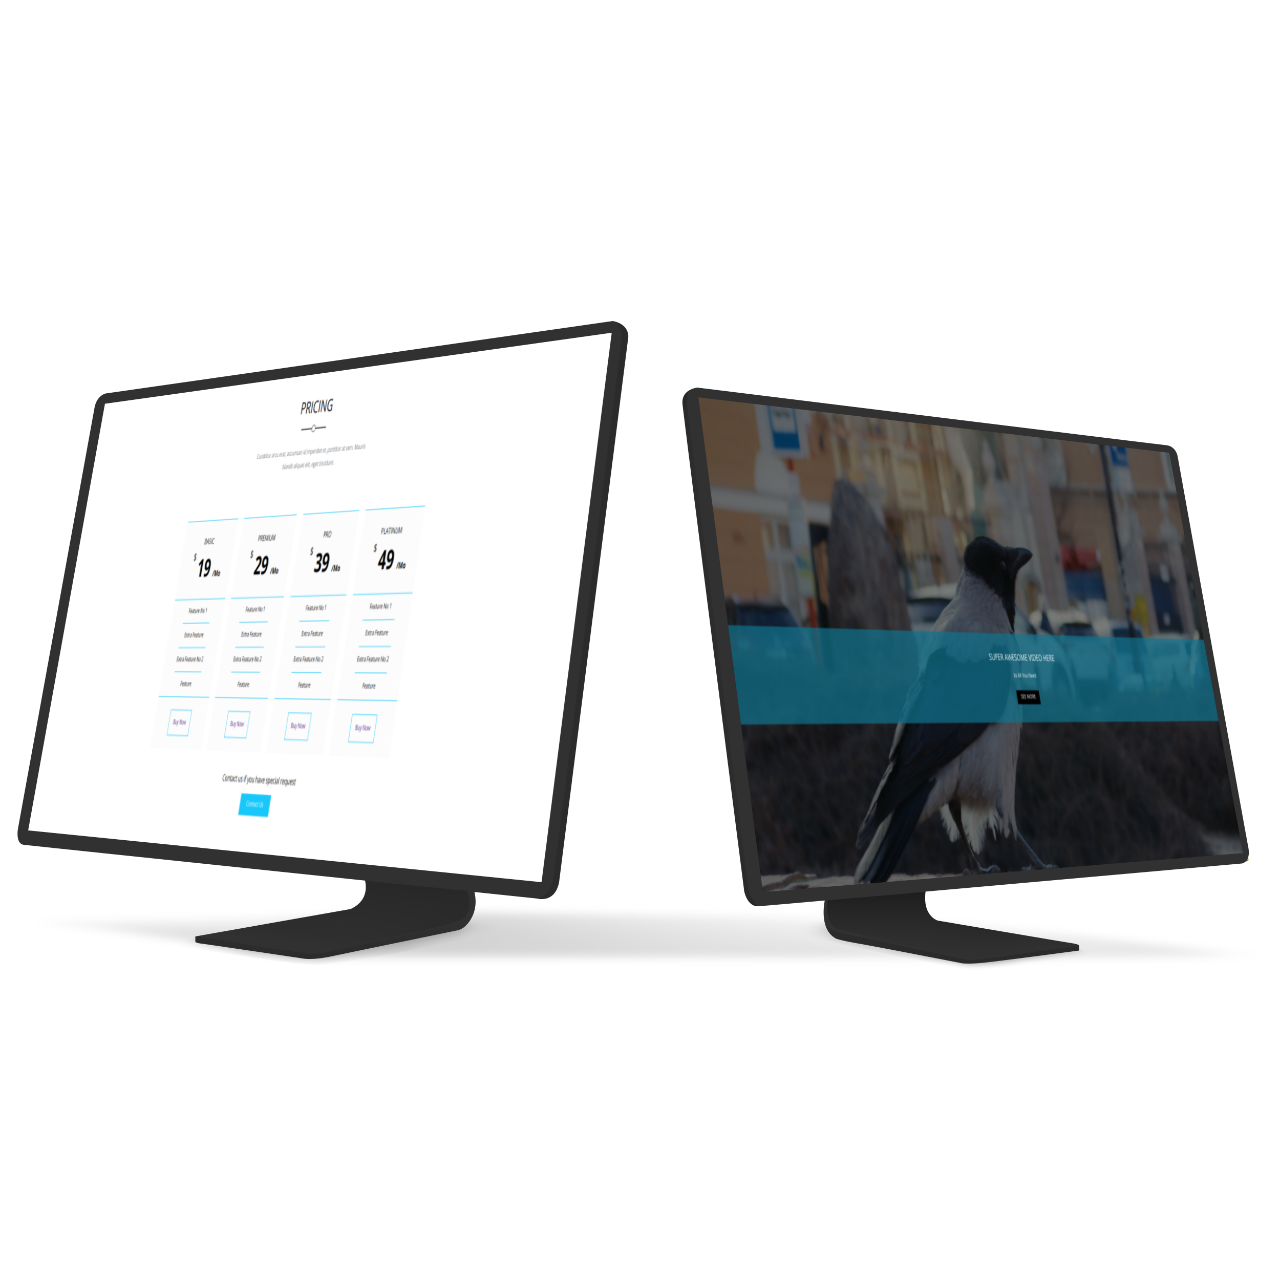 PRICING
Curabitur arcu erat, accumsan id imperdiet et, porttitor at sem. Mauris
blandit aliquet elit, eget tincidunt.
BASIC
$ 19 /Mo
Feature No 1
Extra Feature
Extra Feature No 2
Feature
Buy Now
PREMIUM
$ 29 /Mo
Feature No 1
Extra Feature
Extra Feature No 2
Feature
Buy Now
PRO
$ 39 /Mo
Feature No 1
Extra Feature
Extra Feature No 2
Feature
Buy Now
PLATINUM
$ 49 /Mo
Feature No 1
Extra Feature
Extra Feature No 2
Feature
Buy Now
Contact us if you have special request
Contact Us
SUPER AWESOME VIDEO HERE
Its All You Need
SEE MORE